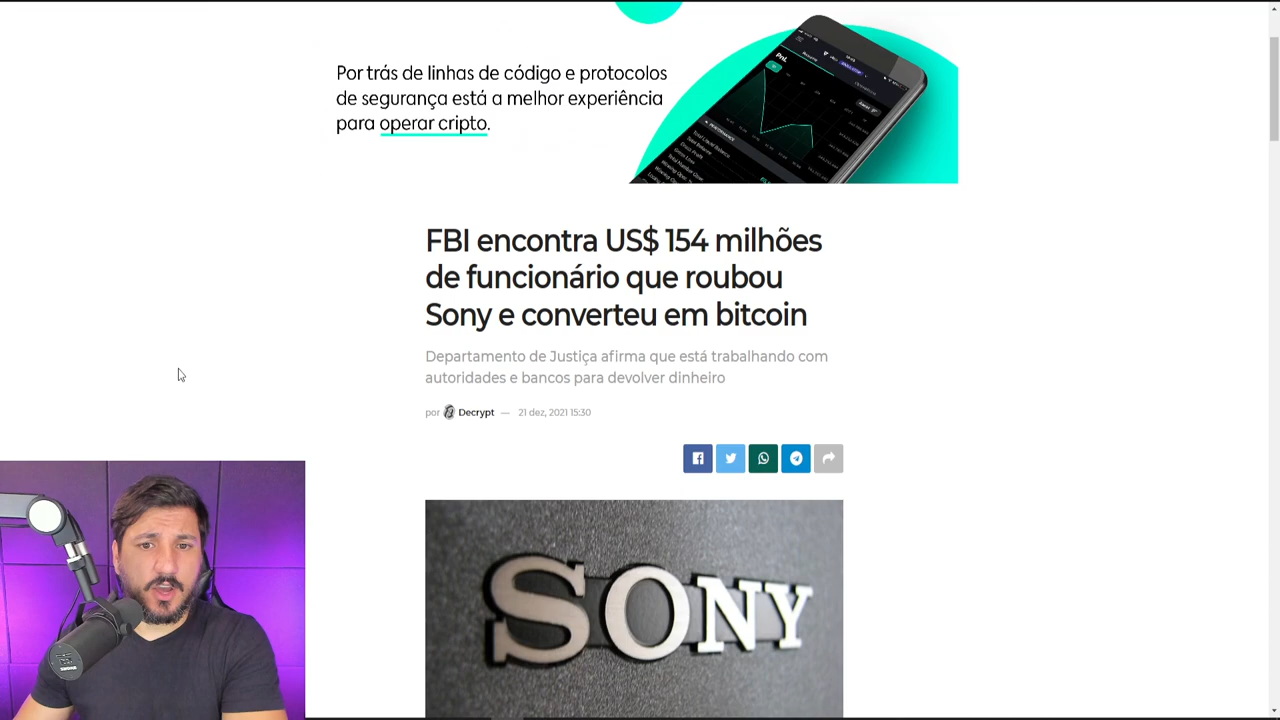 Por trás de linhas de código e protocolos
de segurança está a melhor experiência
para operar cripto.
PnL
FBI encontra US$ 154 milhões
de funcionário que roubou
Sony e converteu em bitcoin
Departamento de Justiça afirma que está trabalhando com
autoridades e bancos para devolver dinheiro
por Decrypt — 21 dez, 2021 15:30
SONY